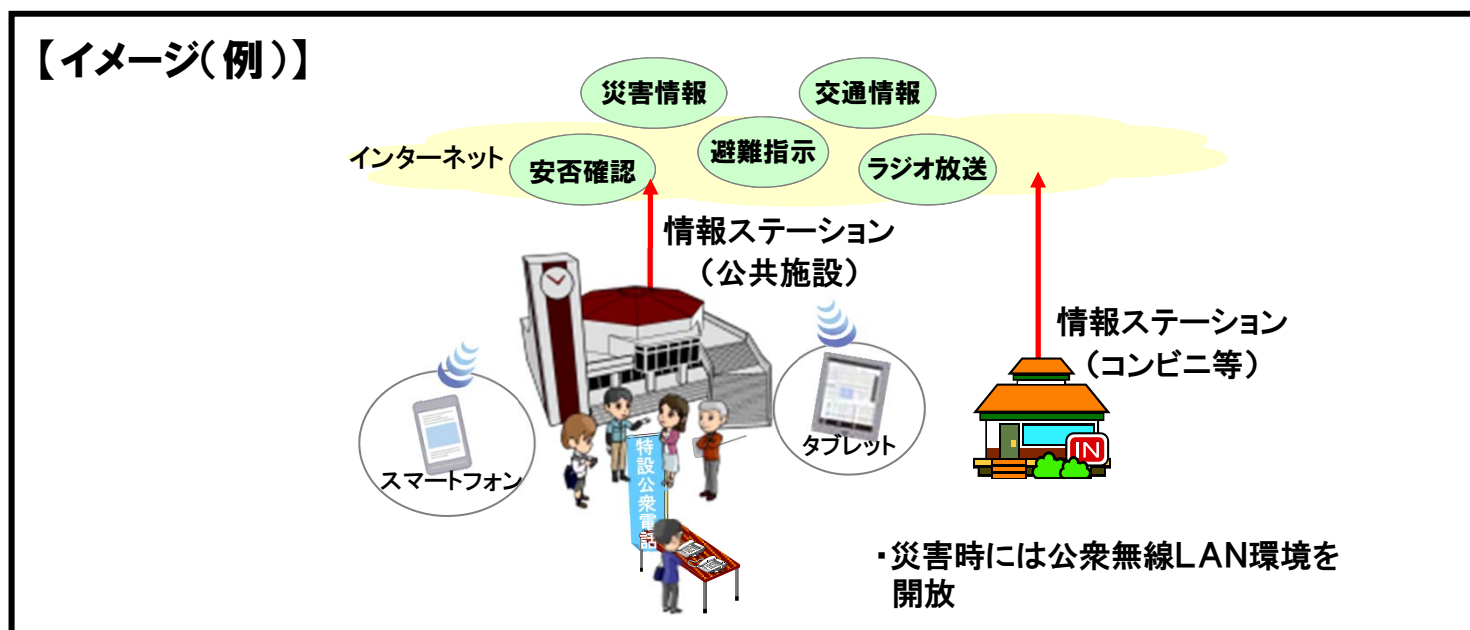 【イメージ(例)】
災害情報
交通情報
インターネット
安否確認
避難指示
ラジオ放送
情報ステーション
(公共施設)
情報ステーション
(コンビニ等)
スマートフォン
特設公衆電話
タブレット
IN
・災害時には公衆無線LAN環境を
開放